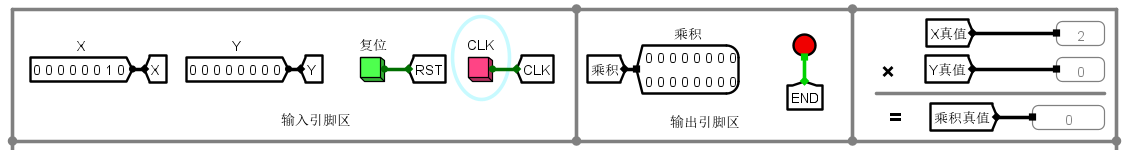 X Y 复位 CLK
00000010 X 00000000 Y RST CLK
输入引脚区
乘积
乘积 00000000
00000000
END
输出引脚区
X真值 2
× Y真值 0
= 乘积真值 0